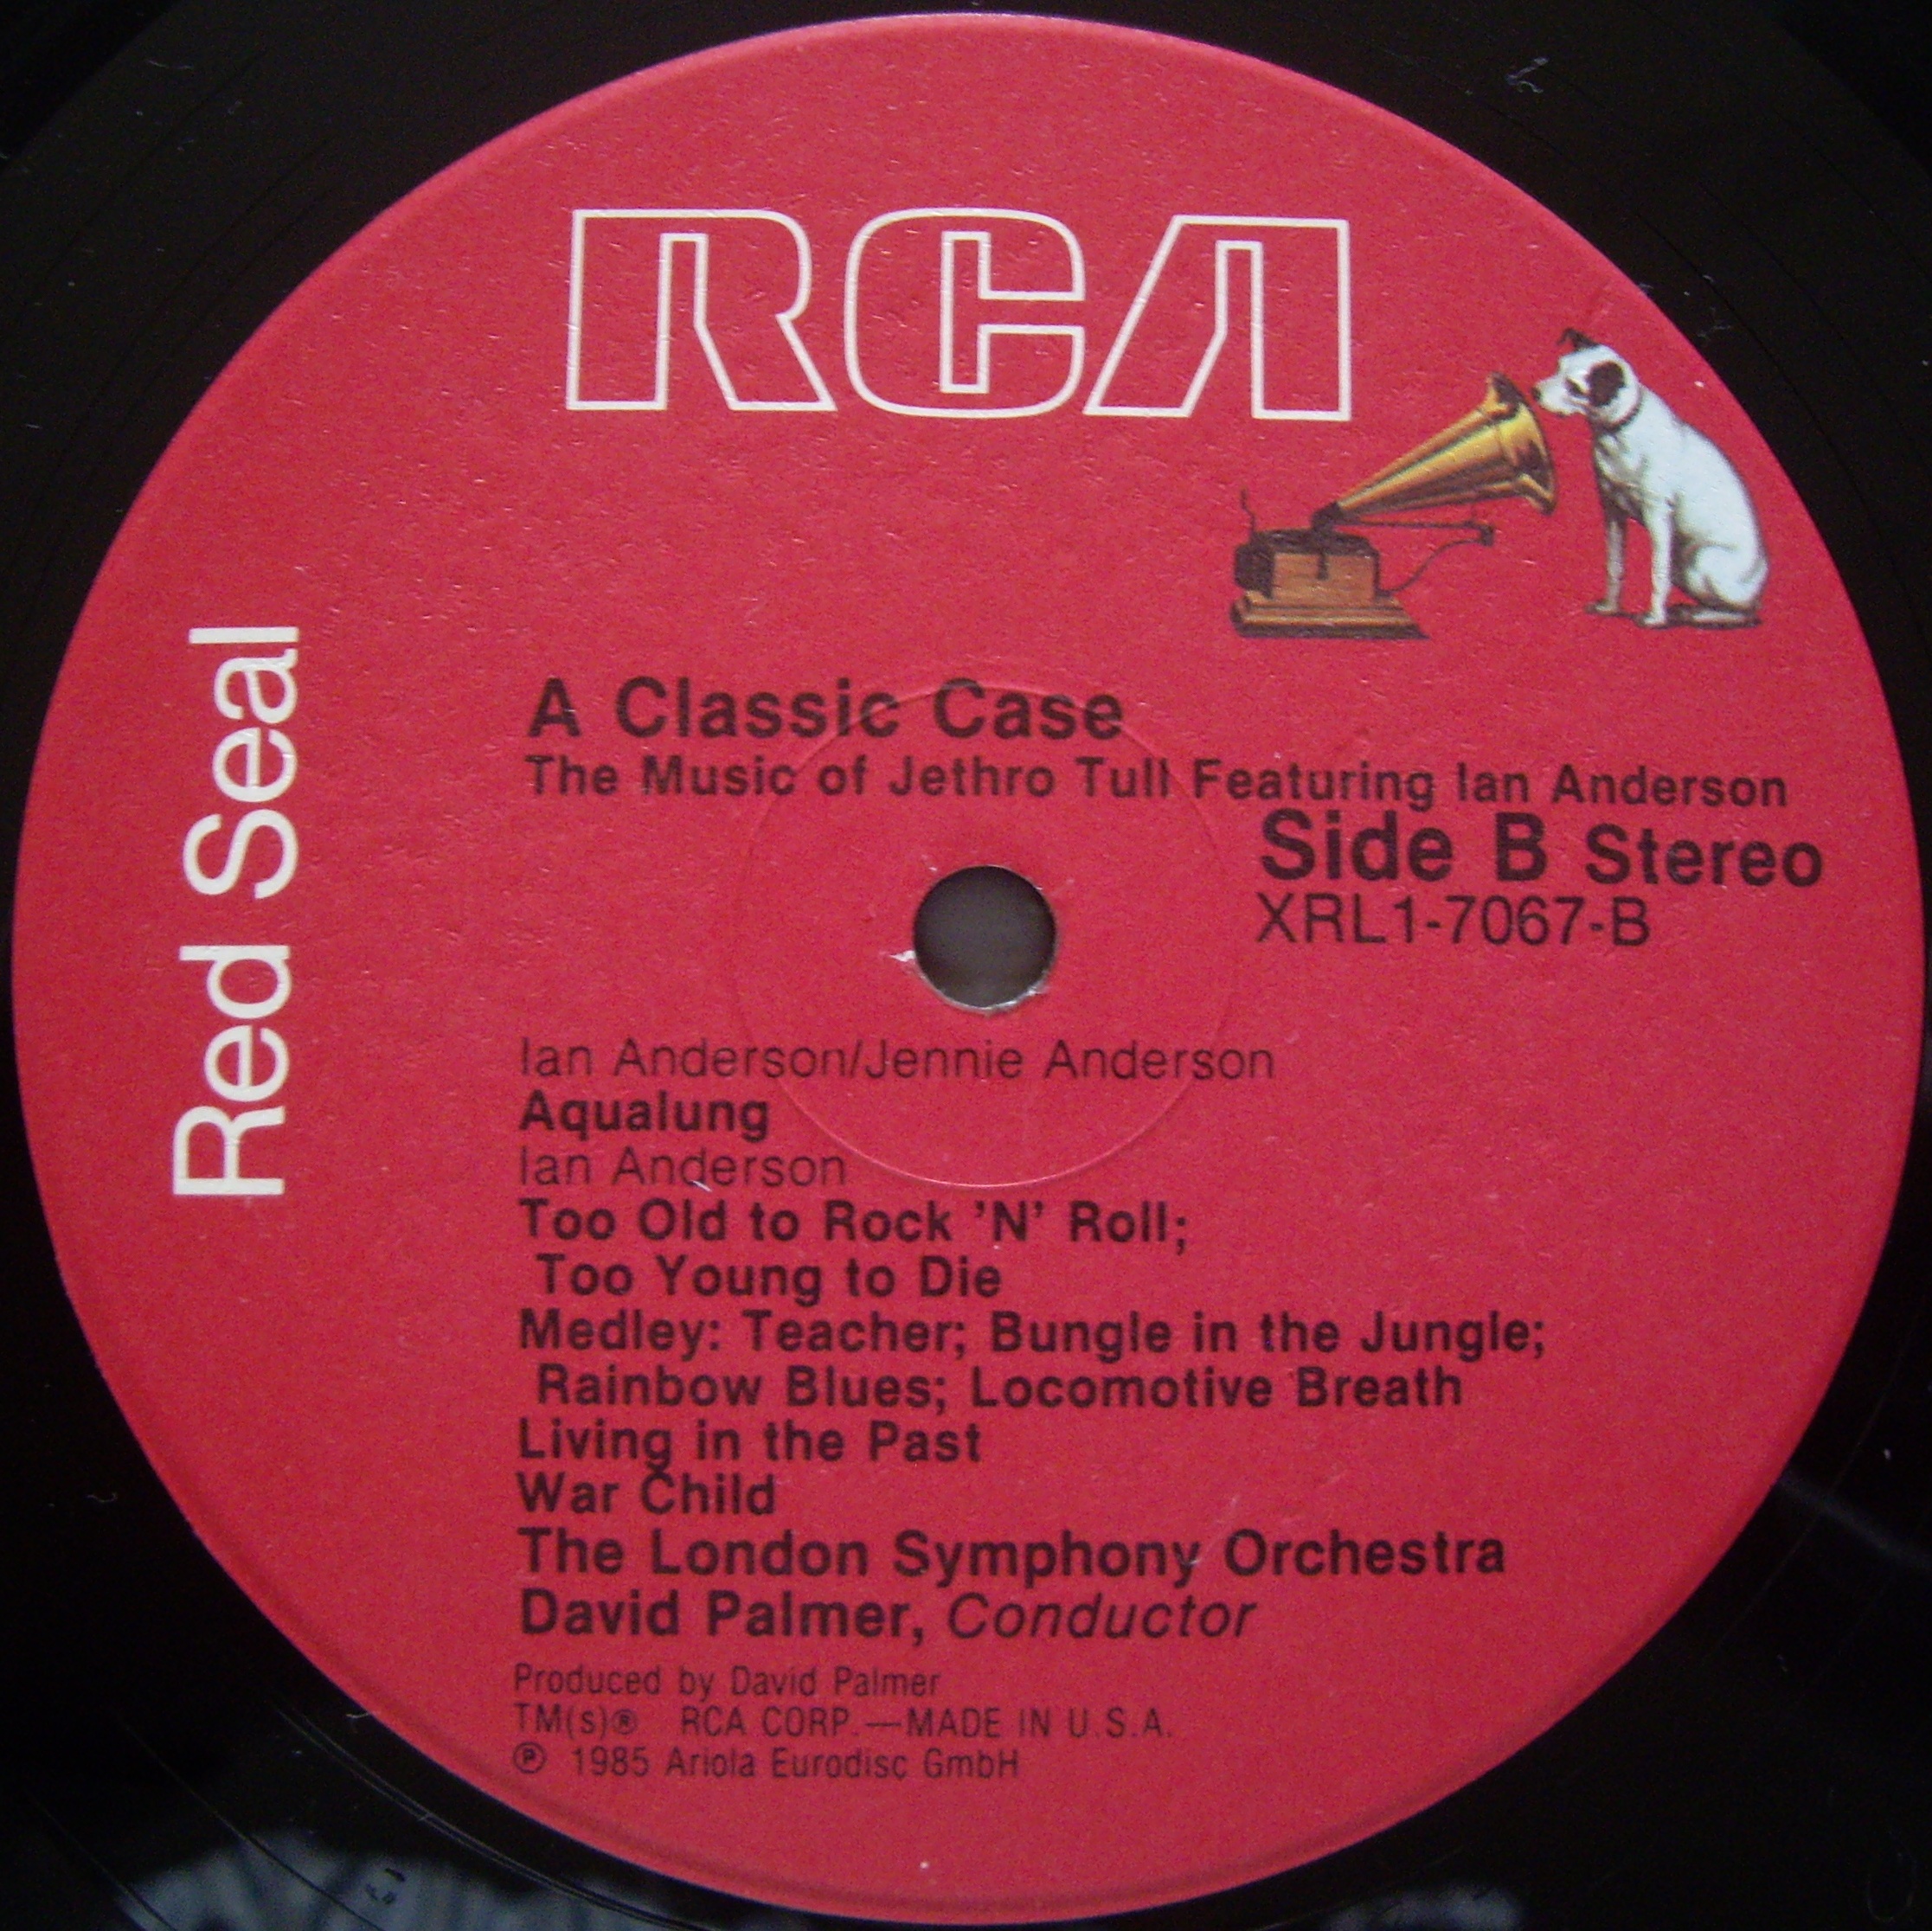 RCA
Red Seal
A Classic Case
The Music of Jethro Tull Featuring Ian Anderson
Side B Stereo
XRL1-7067-B
Ian Anderson/Jennie Anderson
Aqualung
Ian Anderson
Too Old to Rock 'N' Roll;
Too Young to Die
Medley: Teacher; Bungle in the Jungle;
Rainbow Blues; Locomotive Breath
Living in the Past
War Child
The London Symphony Orchestra
David Palmer, Conductor
Produced by David Palmer
TM(s)® RCA CORP.—MADE IN U.S.A.
℗ 1985 Ariola Eurodisc GmbH